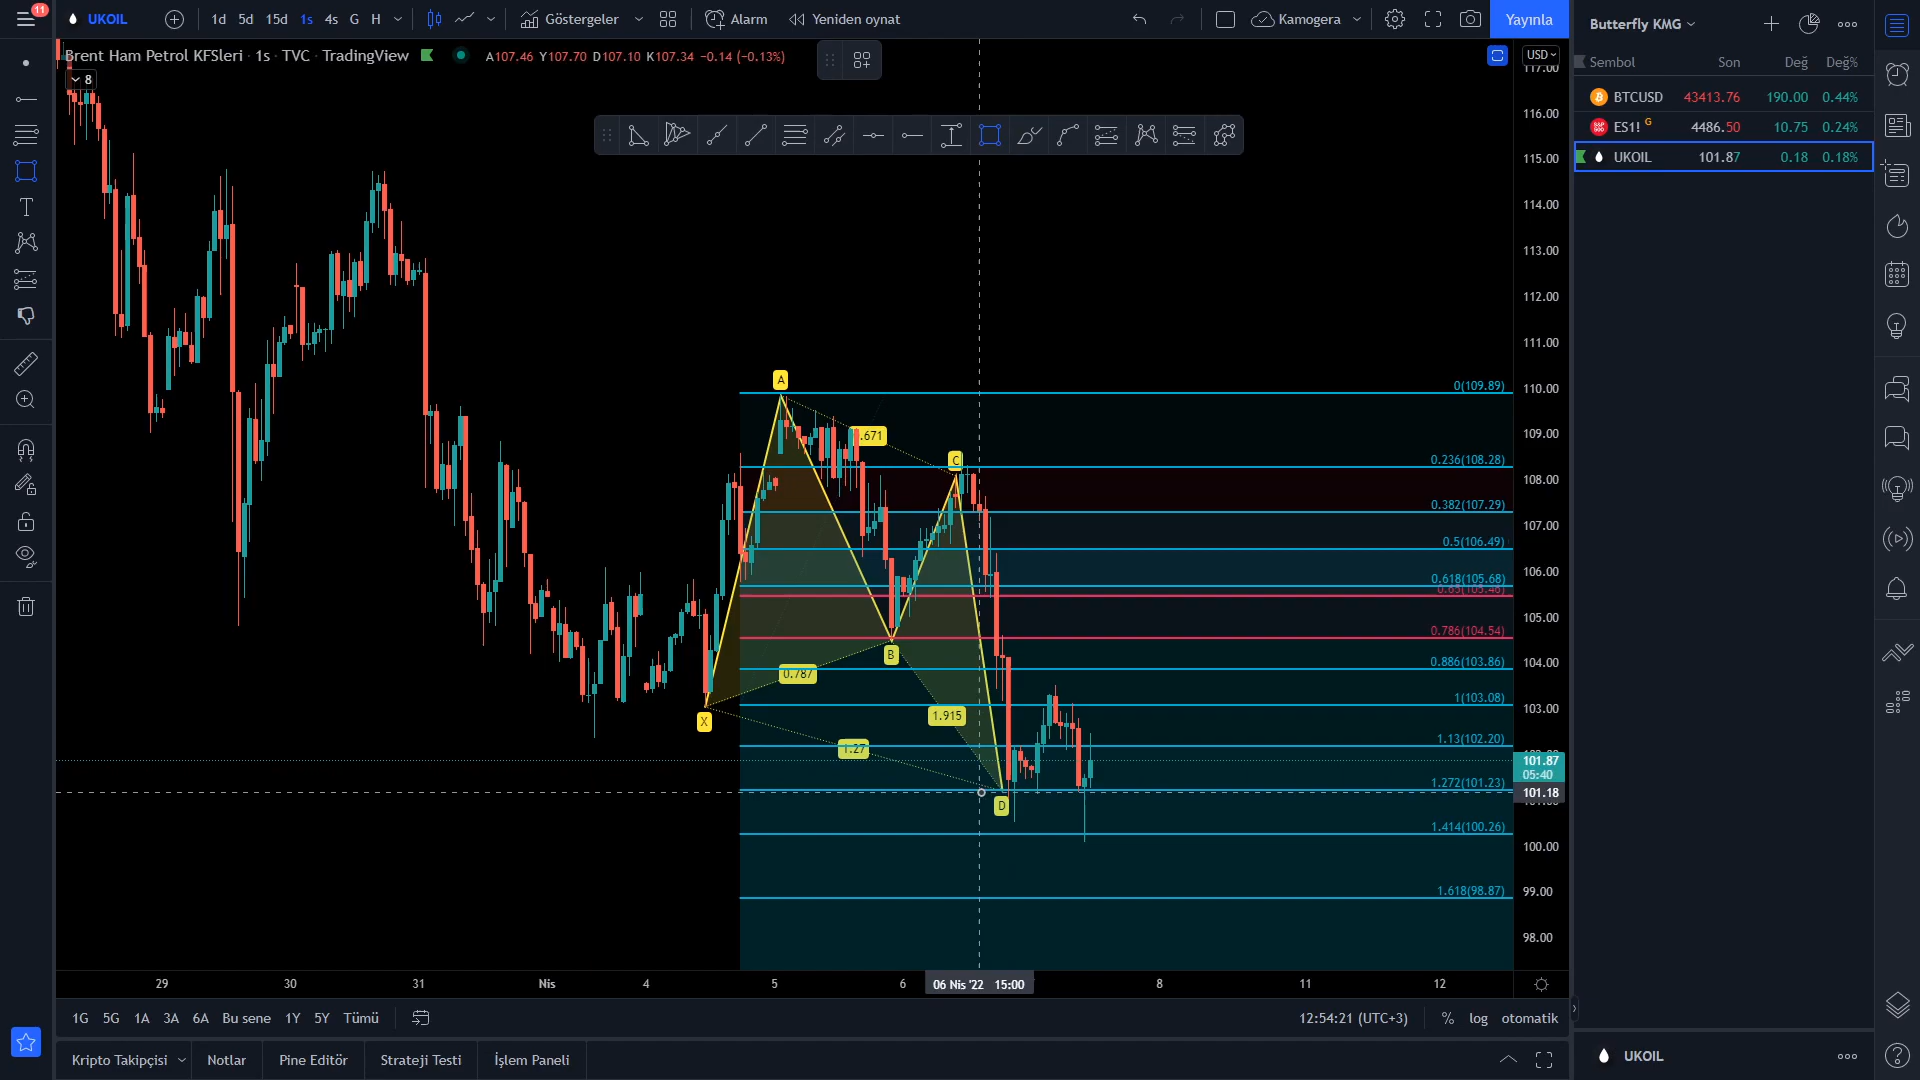 11
UKOIL
1d 5d 15d 1s 4s G H
Göstergeler
Alarm
Yeniden oynat
Kamogera
Yayınla
Butterfly KMG
Brent Ham Petrol KFSleri · 1s · TVC · TradingView
A107.46 Y107.70 D107.10 K107.34 −0.14 (−0.13%)
8
USD
Sembol Son Değ Değ%
BTCUSD 43413.76 190.00 0.44%
ES1! G 4486.50 10.75 0.24%
UKOIL 101.87 0.18 0.18%
117.00
116.00
115.00
114.00
113.00
112.00
111.00
110.00
109.00
108.00
107.00
106.00
105.00
104.00
103.00
101.87
05:40
101.18
100.00
99.00
98.00
0(109.89)
0.236(108.28)
0.382(107.29)
0.5(106.49)
0.618(105.68)
0.65(105.46)
0.786(104.54)
0.886(103.86)
1(103.08)
1.13(102.20)
1.272(101.23)
1.414(100.26)
1.618(98.87)
A
.671
C
B
0.787
1.915
X
1.27
D
29 30 31 Nis 4 5 6 06 Nis '22 15:00 8 11 12
1G 5G 1A 3A 6A Bu sene 1Y 5Y Tümü
12:54:21 (UTC+3) % log otomatik
Kripto Takipçisi Notlar Pine Editör Strateji Testi İşlem Paneli
UKOIL